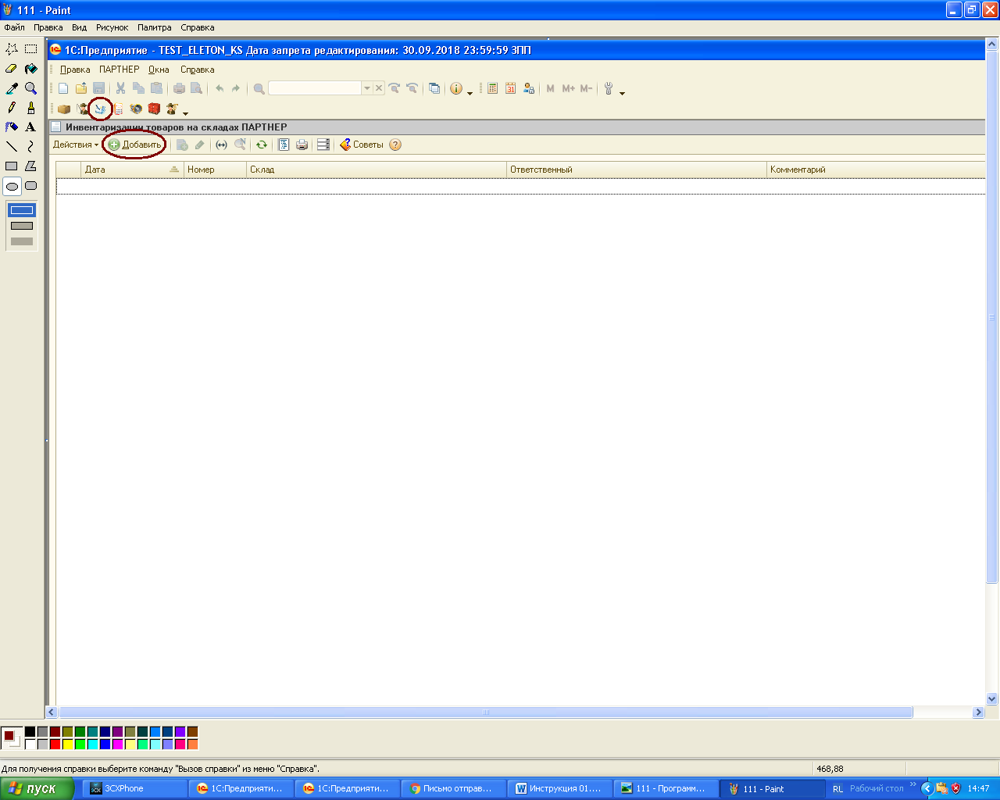 111 - Paint
Файл Правка Вид Рисунок Палитра Справка
1С:Предприятие - TEST_ELETON_KS Дата запрета редактирования: 30.09.2018 23:59:59 ЗПП
Правка ПАРТНЕР Окна Справка
M M+ M-
Инвентаризации товаров на складах ПАРТНЕР
Действия Добавить Советы
Дата Номер Склад Ответственный Комментарий
Для получения справки выберите команду "Вызов справки" из меню "Справка". 468,88
пуск 3CXPhone 1С:Предприяти... 1С:Предприяти... Письмо отправ... Инструкция 01.... 111 - Программ... 111 - Paint RL Рабочий стол 14:47